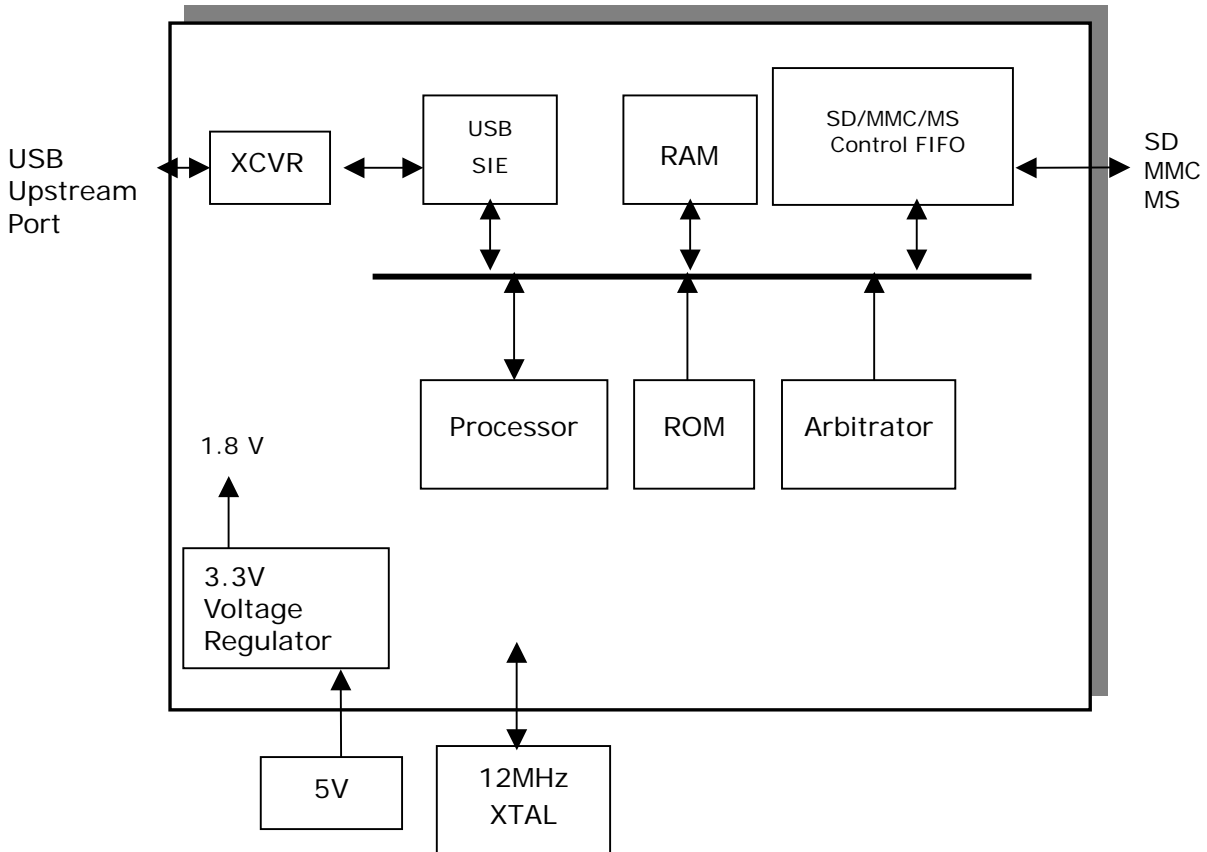 USB
Upstream
Port
XCVR
USB
SIE
RAM
SD/MMC/MS
Control FIFO
SD
MMC
MS
Processor
ROM
Arbitrator
1.8 V
3.3V
Voltage
Regulator
5V
12MHz
XTAL